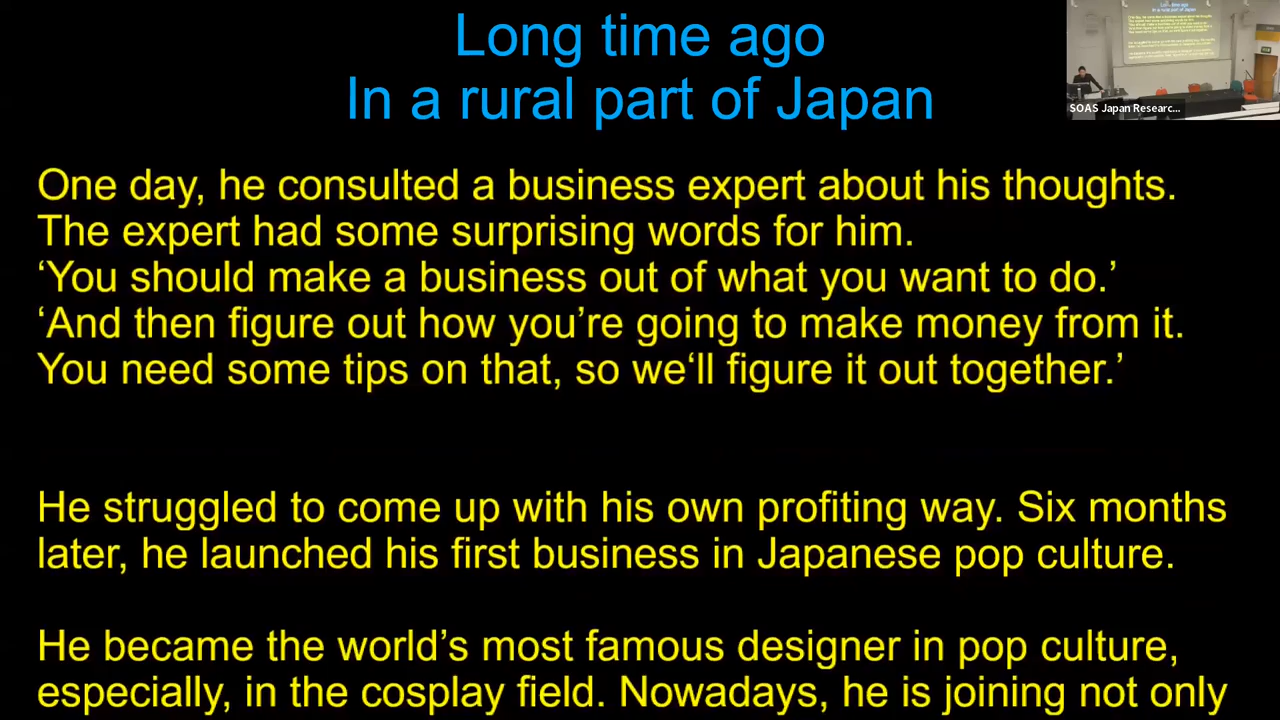 Long time ago
In a rural part of Japan
One day, he consulted a business expert about his thoughts.
The expert had some surprising words for him.
‘You should make a business out of what you want to do.’
‘And then figure out how you’re going to make money from it.
You need some tips on that, so we‘ll figure it out together.’
He struggled to come up with his own profiting way. Six months
later, he launched his first business in Japanese pop culture.
He became the world’s most famous designer in pop culture,
especially, in the cosplay field. Nowadays, he is joining not only
SOAS Japan Researc...